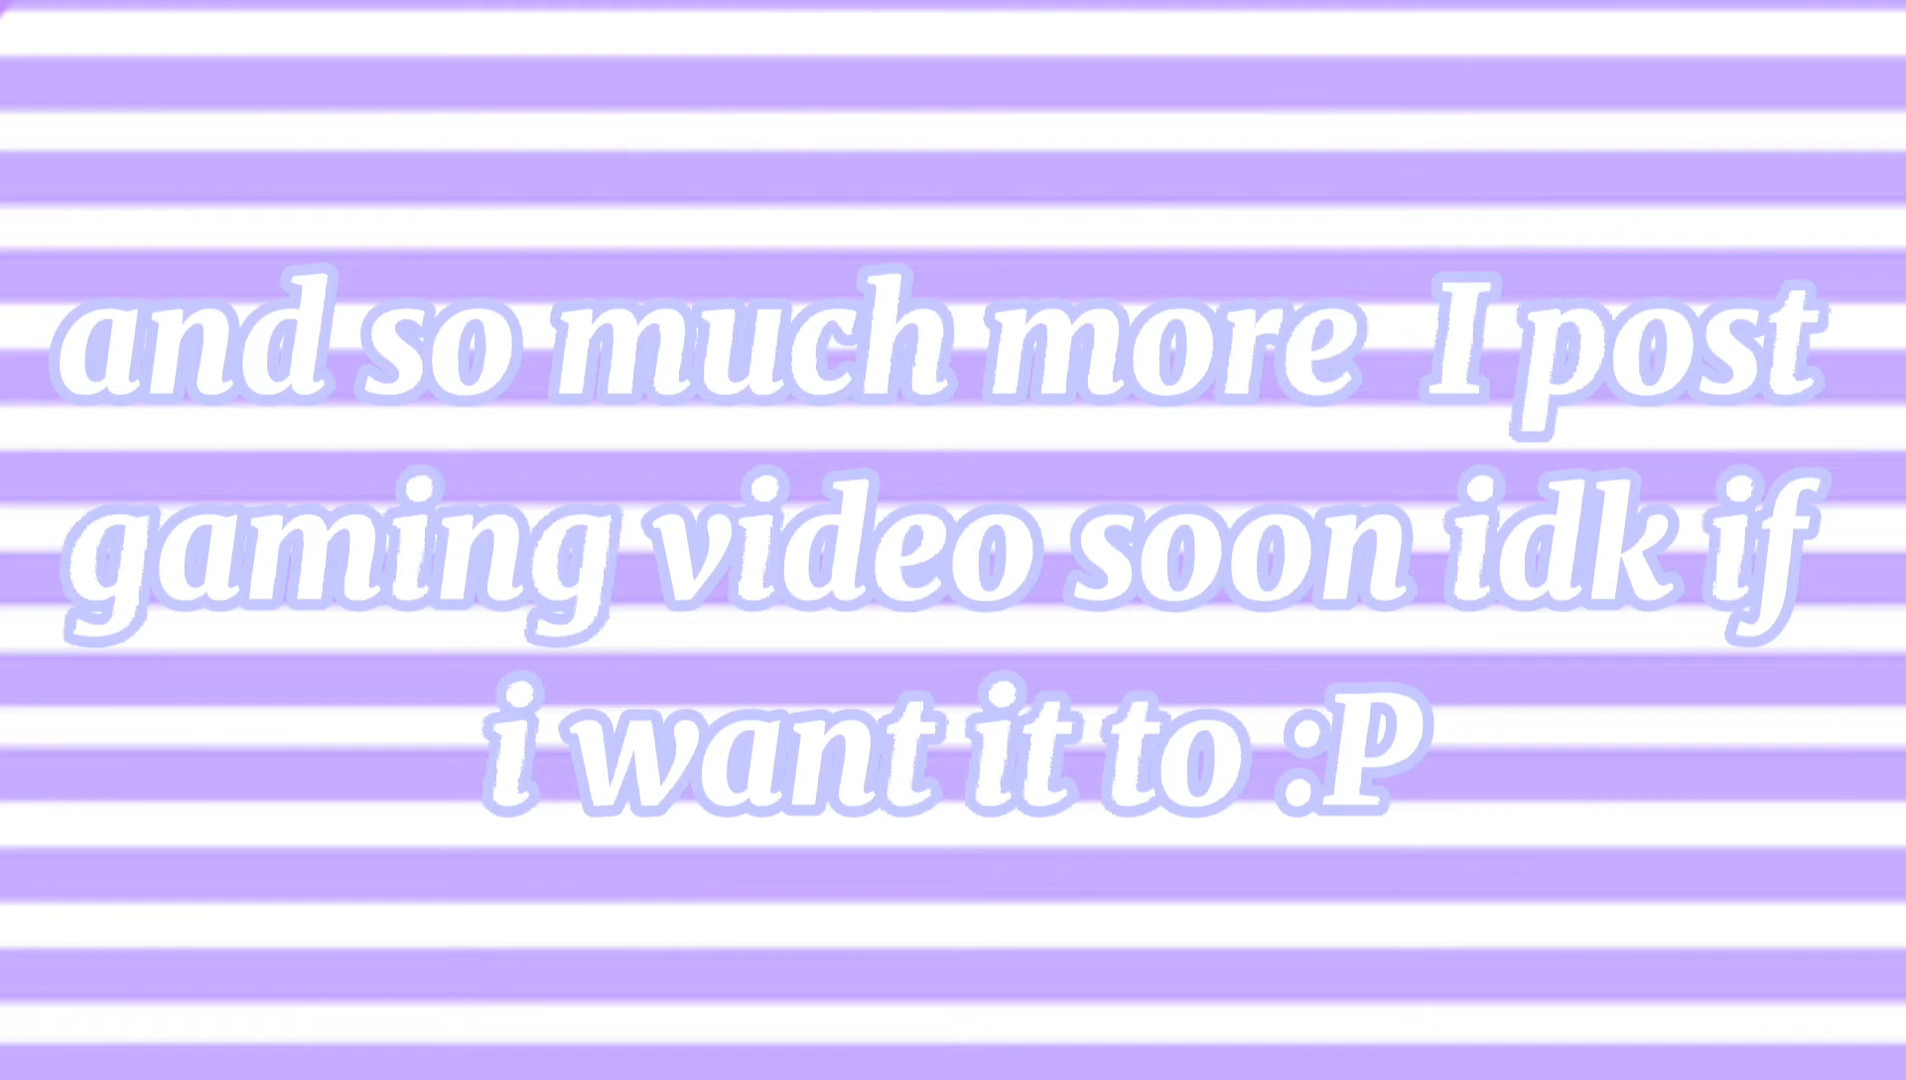 and so much more  I post
gaming video soon idk if
i want it to :P